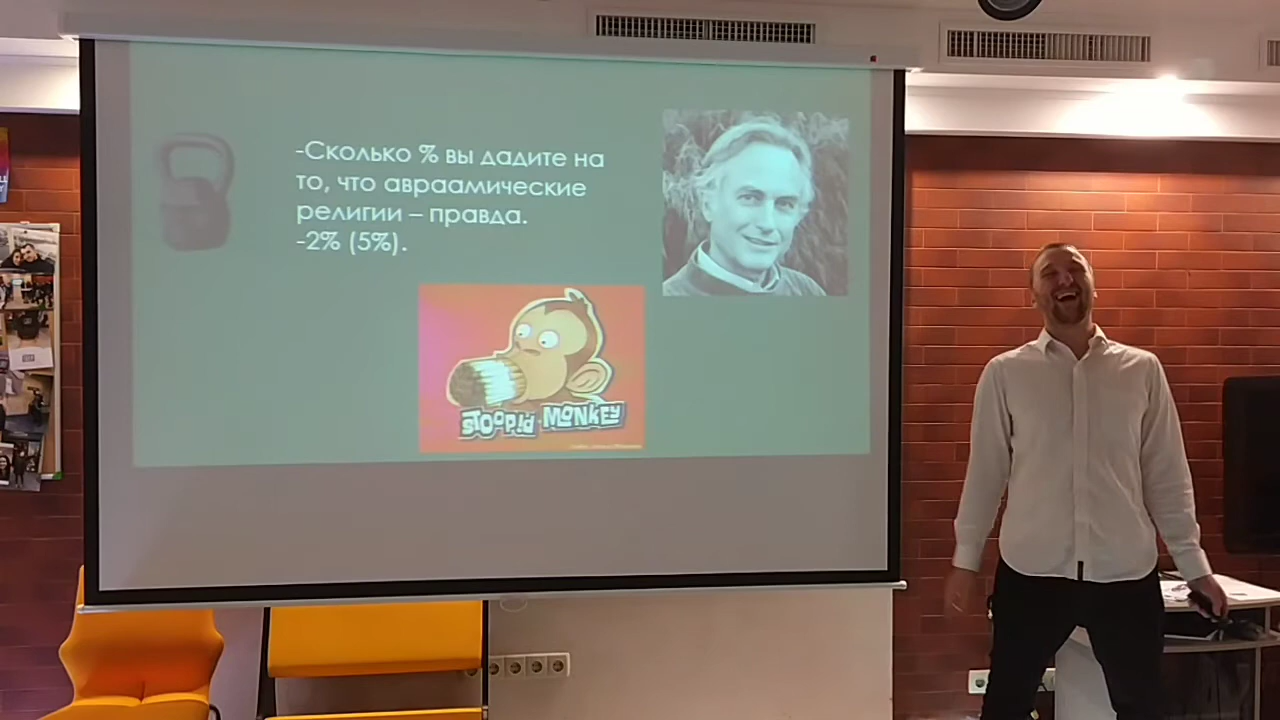 -Сколько % вы дадите на
то, что авраамические
религии – правда.
-2% (5%).
STOOPID MONKEY